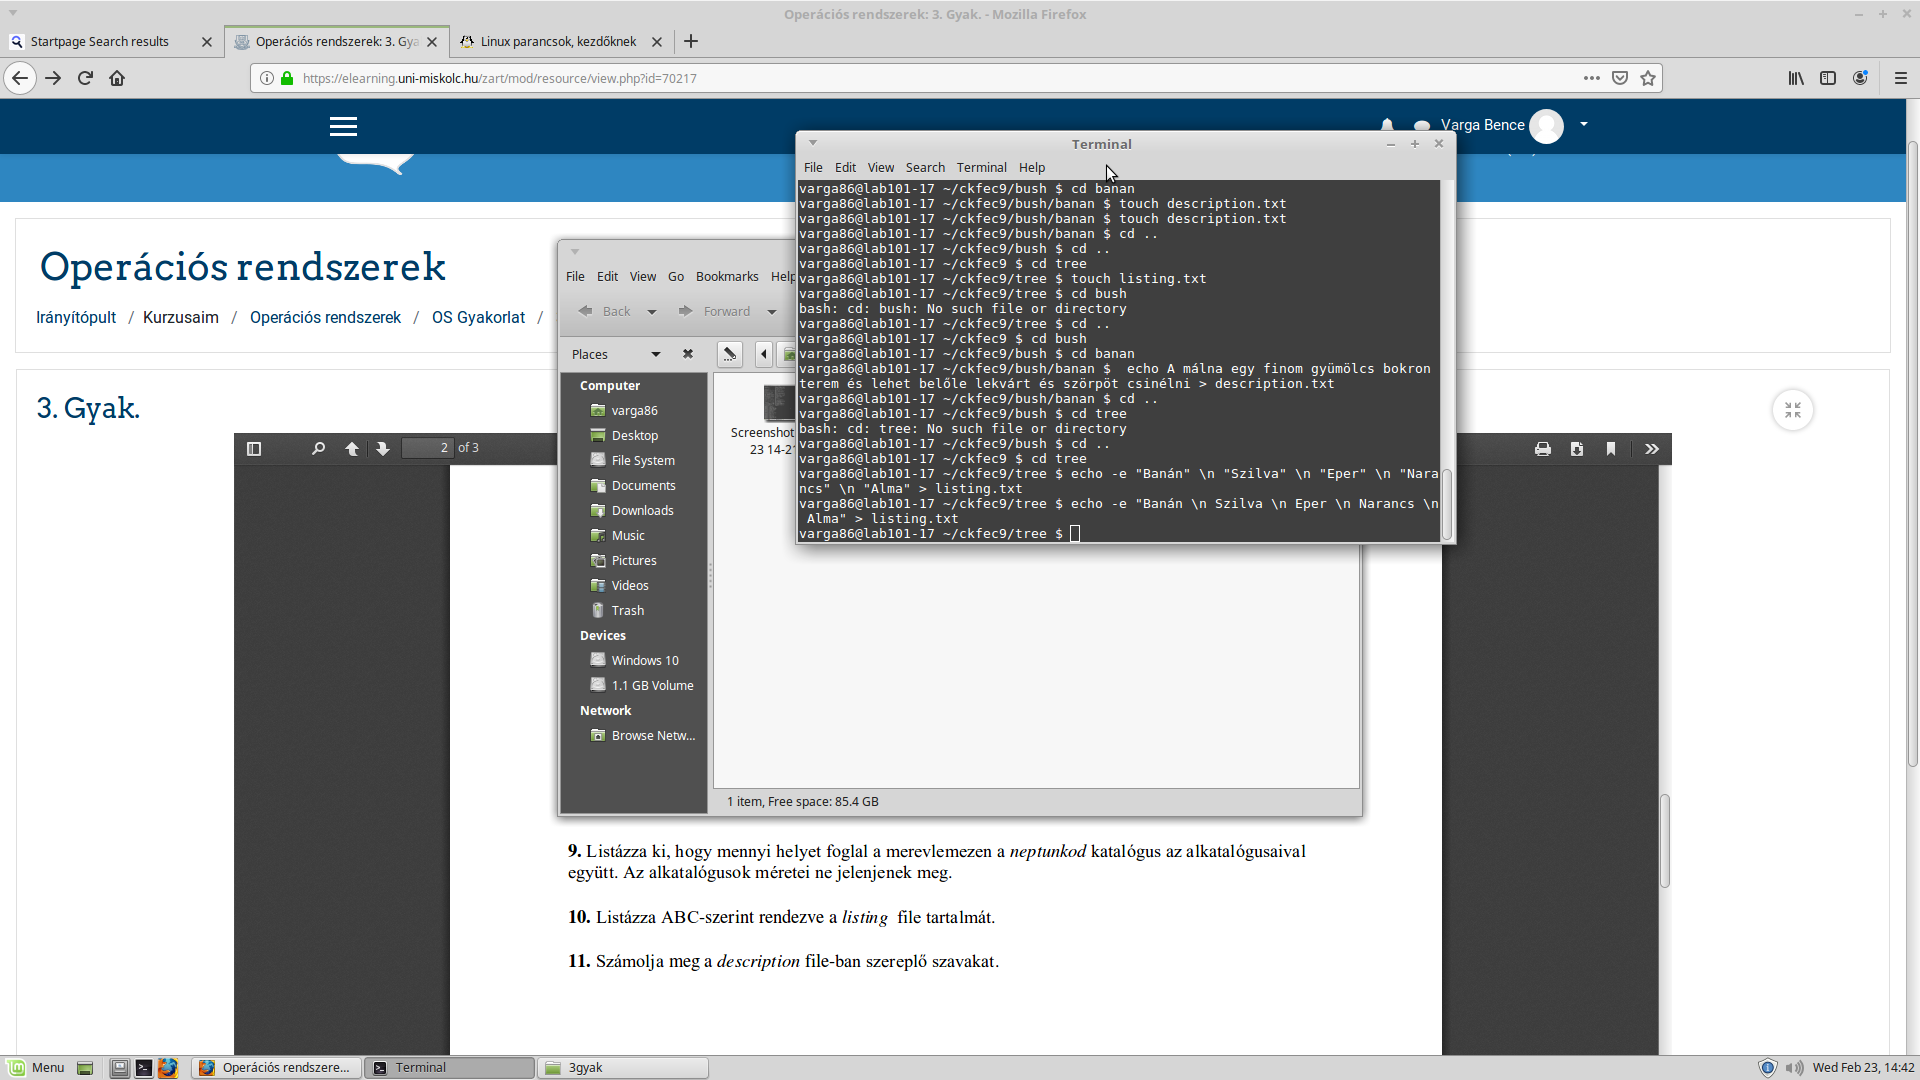 Operációs rendszerek: 3. Gyak. - Mozilla Firefox
Startpage Search results
Operációs rendszerek: 3. Gya
Linux parancsok, kezdőknek
https://elearning.uni-miskolc.hu/zart/mod/resource/view.php?id=70217
Varga Bence
Operációs rendszerek
Irányítópult / Kurzusaim / Operációs rendszerek / OS Gyakorlat /
3. Gyak.
2 of 3
File Edit View Go Bookmarks Help
Back Forward
Places
Computer
varga86
Desktop
File System
Documents
Downloads
Music
Pictures
Videos
Trash
Devices
Windows 10
1.1 GB Volume
Network
Browse Netw...
Screenshot
23 14-21
1 item, Free space: 85.4 GB
Terminal
File Edit View Search Terminal Help
varga86@lab101-17 ~/ckfec9/bush $ cd banan
varga86@lab101-17 ~/ckfec9/bush/banan $ touch description.txt
varga86@lab101-17 ~/ckfec9/bush/banan $ touch description.txt
varga86@lab101-17 ~/ckfec9/bush/banan $ cd ..
varga86@lab101-17 ~/ckfec9/bush $ cd ..
varga86@lab101-17 ~/ckfec9 $ cd tree
varga86@lab101-17 ~/ckfec9/tree $ touch listing.txt
varga86@lab101-17 ~/ckfec9/tree $ cd bush
bash: cd: bush: No such file or directory
varga86@lab101-17 ~/ckfec9/tree $ cd ..
varga86@lab101-17 ~/ckfec9 $ cd bush
varga86@lab101-17 ~/ckfec9/bush $ cd banan
varga86@lab101-17 ~/ckfec9/bush/banan $  echo A málna egy finom gyümölcs bokron
terem és lehet belőle lekvárt és szörpöt csinélni > description.txt
varga86@lab101-17 ~/ckfec9/bush/banan $ cd ..
varga86@lab101-17 ~/ckfec9/bush $ cd tree
bash: cd: tree: No such file or directory
varga86@lab101-17 ~/ckfec9/bush $ cd ..
varga86@lab101-17 ~/ckfec9 $ cd tree
varga86@lab101-17 ~/ckfec9/tree $ echo -e "Banán" \n "Szilva" \n "Eper" \n "Nara
ncs" \n "Alma" > listing.txt
varga86@lab101-17 ~/ckfec9/tree $ echo -e "Banán \n Szilva \n Eper \n Narancs \n
 Alma" > listing.txt
varga86@lab101-17 ~/ckfec9/tree $
9. Listázza ki, hogy mennyi helyet foglal a merevlemezen a neptunkod katalógus az alkatalógusaival
együtt. Az alkatalógusok méretei ne jelenjenek meg.
10. Listázza ABC-szerint rendezve a listing file tartalmát.
11. Számolja meg a description file-ban szereplő szavakat.
Menu
Operációs rendszere...
Terminal
3gyak
Wed Feb 23, 14:42